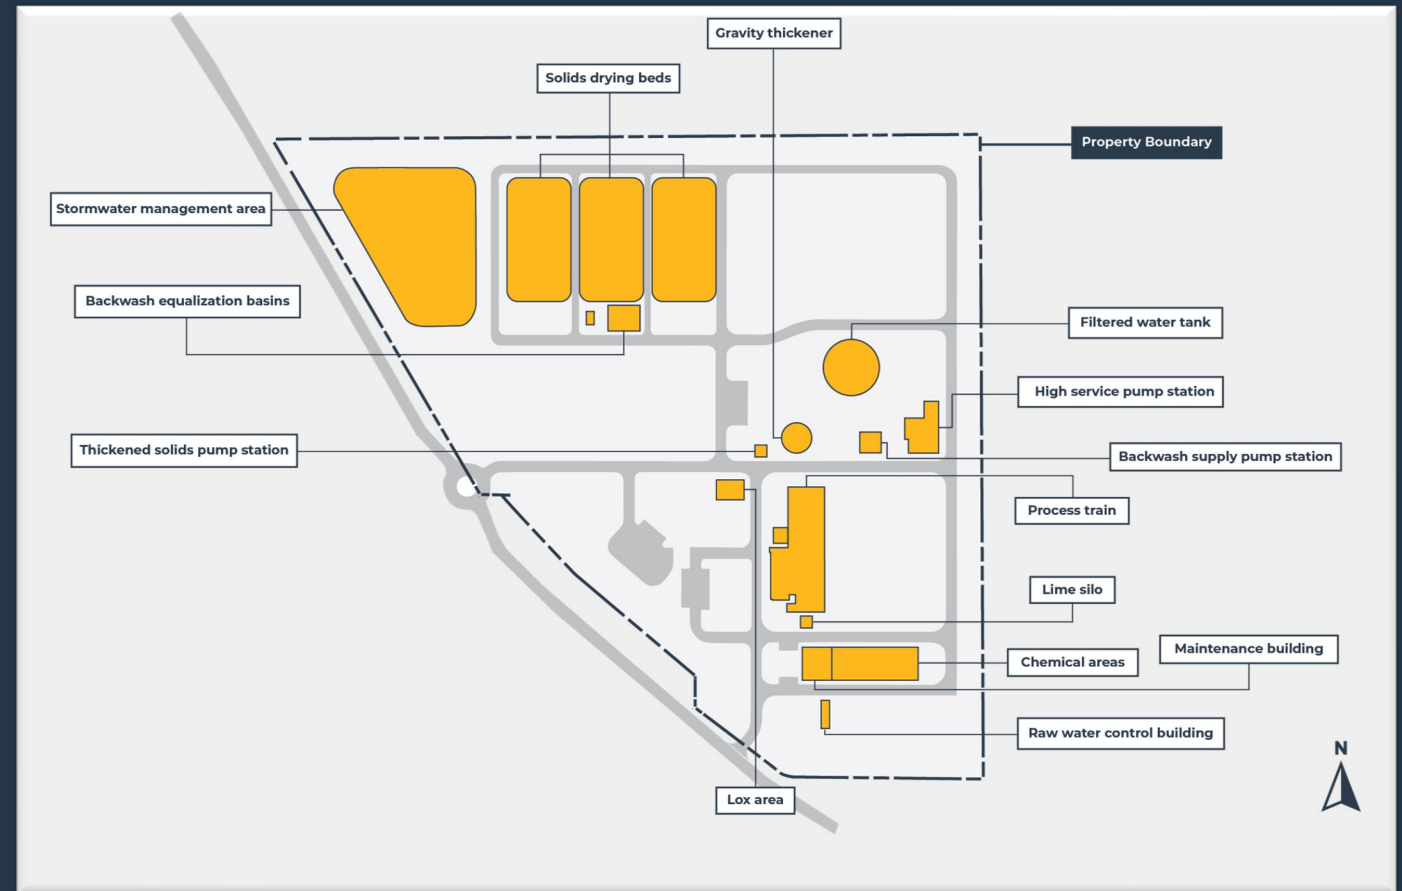 Gravity thickener
Solids drying beds
Property Boundary
Stormwater management area
Backwash equalization basins
Filtered water tank
High service pump station
Thickened solids pump station
Backwash supply pump station
Process train
Lime silo
Maintenance building
Chemical areas
Raw water control building
N
Lox area